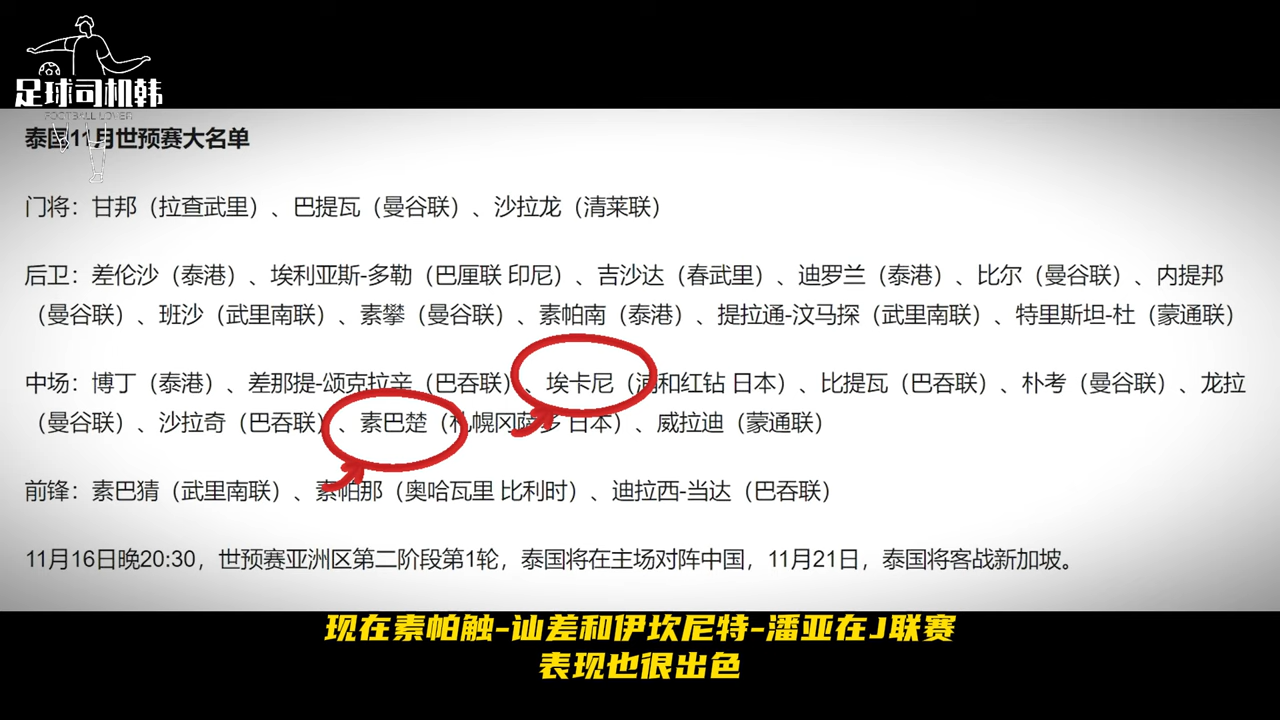 足球司机韩
FOOTBALL LOVER
泰国11月世预赛大名单
门将：甘邦（拉查武里）、巴提瓦（曼谷联）、沙拉龙（清莱联）
后卫：差伦沙（泰港）、埃利亚斯-多勒（巴厘联 印尼）、吉沙达（春武里）、迪罗兰（泰港）、比尔（曼谷联）、内提邦
（曼谷联）、班沙（武里南联）、素攀（曼谷联）、素帕南（泰港）、提拉通-汶马探（武里南联）、特里斯坦-杜（蒙通联）
中场：博丁（泰港）、差那提-颂克拉辛（巴吞联）、埃卡尼（浦和红钻 日本）、比提瓦（巴吞联）、朴考（曼谷联）、龙拉
（曼谷联）、沙拉奇（巴吞联）、素巴楚（札幌冈萨多 日本）、威拉迪（蒙通联）
前锋：素巴猜（武里南联）、素帕那（奥哈瓦里 比利时）、迪拉西-当达（巴吞联）
11月16日晚20:30，世预赛亚洲区第二阶段第1轮，泰国将在主场对阵中国，11月21日，泰国将客战新加坡。
现在素帕触-讪差和伊坎尼特-潘亚在J联赛
表现也很出色